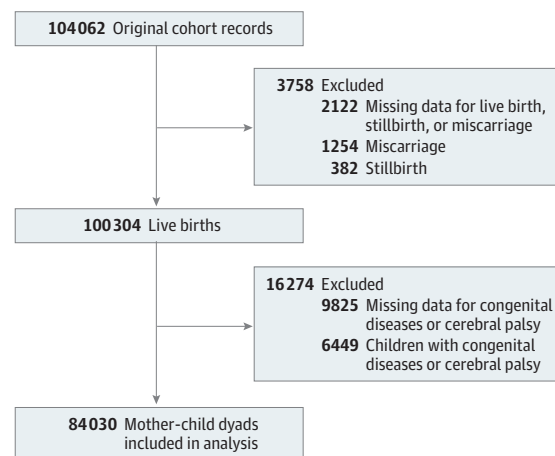 104062 Original cohort records
3758 Excluded
2122 Missing data for live birth,
stillbirth, or miscarriage
1254 Miscarriage
382 Stillbirth
100304 Live births
16274 Excluded
9825 Missing data for congenital
diseases or cerebral palsy
6449 Children with congenital
diseases or cerebral palsy
84030 Mother-child dyads
included in analysis